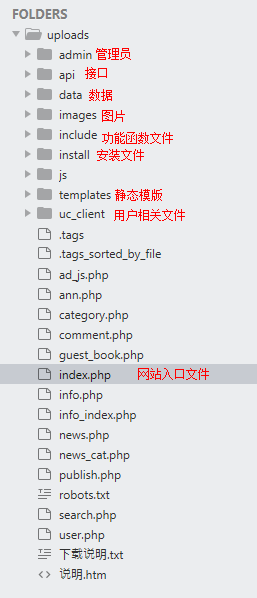 FOLDERS
uploads
admin 管理员
api 接口
data 数据
images 图片
include 功能函数文件
install 安装文件
js
templates 静态模版
uc_client 用户相关文件
.tags
.tags_sorted_by_file
ad_js.php
ann.php
category.php
comment.php
guest_book.php
index.php 网站入口文件
info.php
info_index.php
news.php
news_cat.php
publish.php
robots.txt
search.php
user.php
下载说明.txt
说明.htm